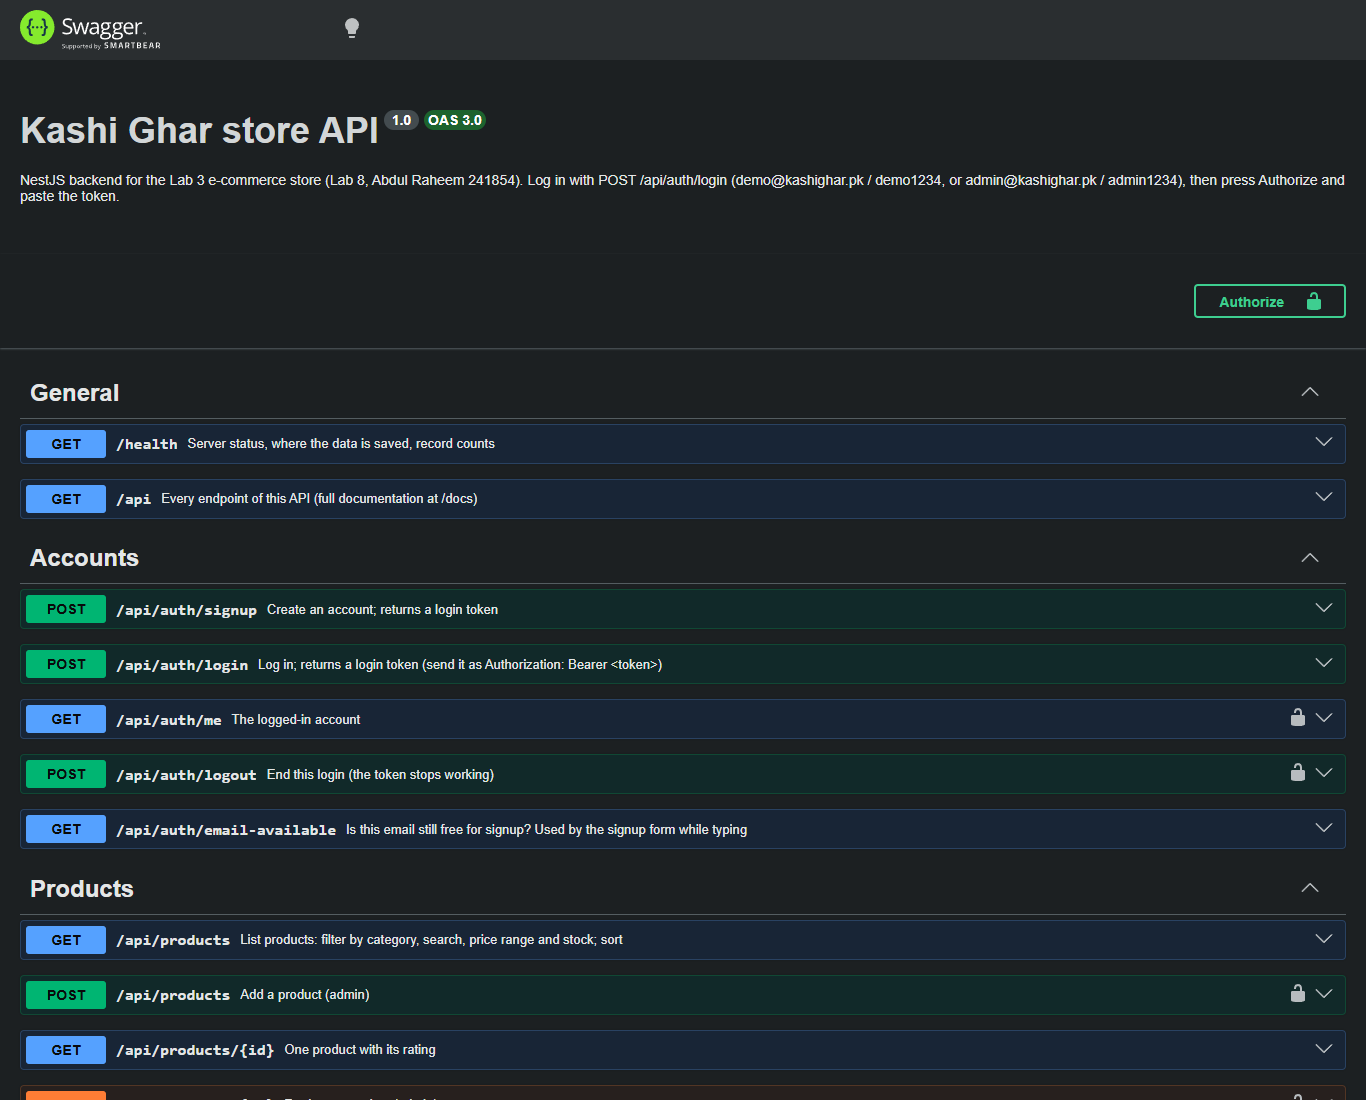 Swagger
Supported by SMARTBEAR
Kashi Ghar store API 1.0 OAS 3.0
NestJS backend for the Lab 3 e-commerce store (Lab 8, Abdul Raheem 241854). Log in with POST /api/auth/login (demo@kashighar.pk / demo1234, or admin@kashighar.pk / admin1234), then press Authorize and
paste the token.
Authorize
General
GET /health Server status, where the data is saved, record counts
GET /api Every endpoint of this API (full documentation at /docs)
Accounts
POST /api/auth/signup Create an account; returns a login token
POST /api/auth/login Log in; returns a login token (send it as Authorization: Bearer <token>)
GET /api/auth/me The logged-in account
POST /api/auth/logout End this login (the token stops working)
GET /api/auth/email-available Is this email still free for signup? Used by the signup form while typing
Products
GET /api/products List products: filter by category, search, price range and stock; sort
POST /api/products Add a product (admin)
GET /api/products/{id} One product with its rating